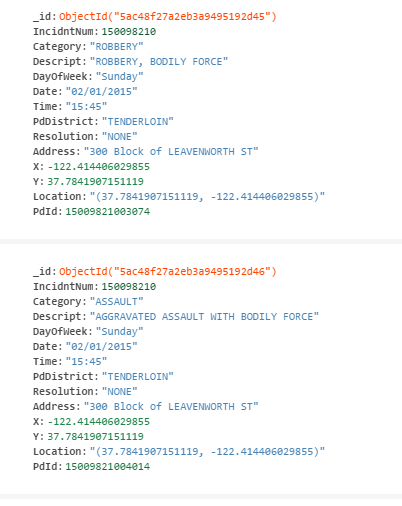 _id: ObjectId("5ac48f27a2eb3a9495192d45")
IncidntNum: 150098210
Category: "ROBBERY"
Descript: "ROBBERY, BODILY FORCE"
DayOfWeek: "Sunday"
Date: "02/01/2015"
Time: "15:45"
PdDistrict: "TENDERLOIN"
Resolution: "NONE"
Address: "300 Block of LEAVENWORTH ST"
X: -122.414406029855
Y: 37.7841907151119
Location: "(37.7841907151119, -122.414406029855)"
PdId: 15009821003074
_id: ObjectId("5ac48f27a2eb3a9495192d46")
IncidntNum: 150098210
Category: "ASSAULT"
Descript: "AGGRAVATED ASSAULT WITH BODILY FORCE"
DayOfWeek: "Sunday"
Date: "02/01/2015"
Time: "15:45"
PdDistrict: "TENDERLOIN"
Resolution: "NONE"
Address: "300 Block of LEAVENWORTH ST"
X: -122.414406029855
Y: 37.7841907151119
Location: "(37.7841907151119, -122.414406029855)"
PdId: 15009821004014